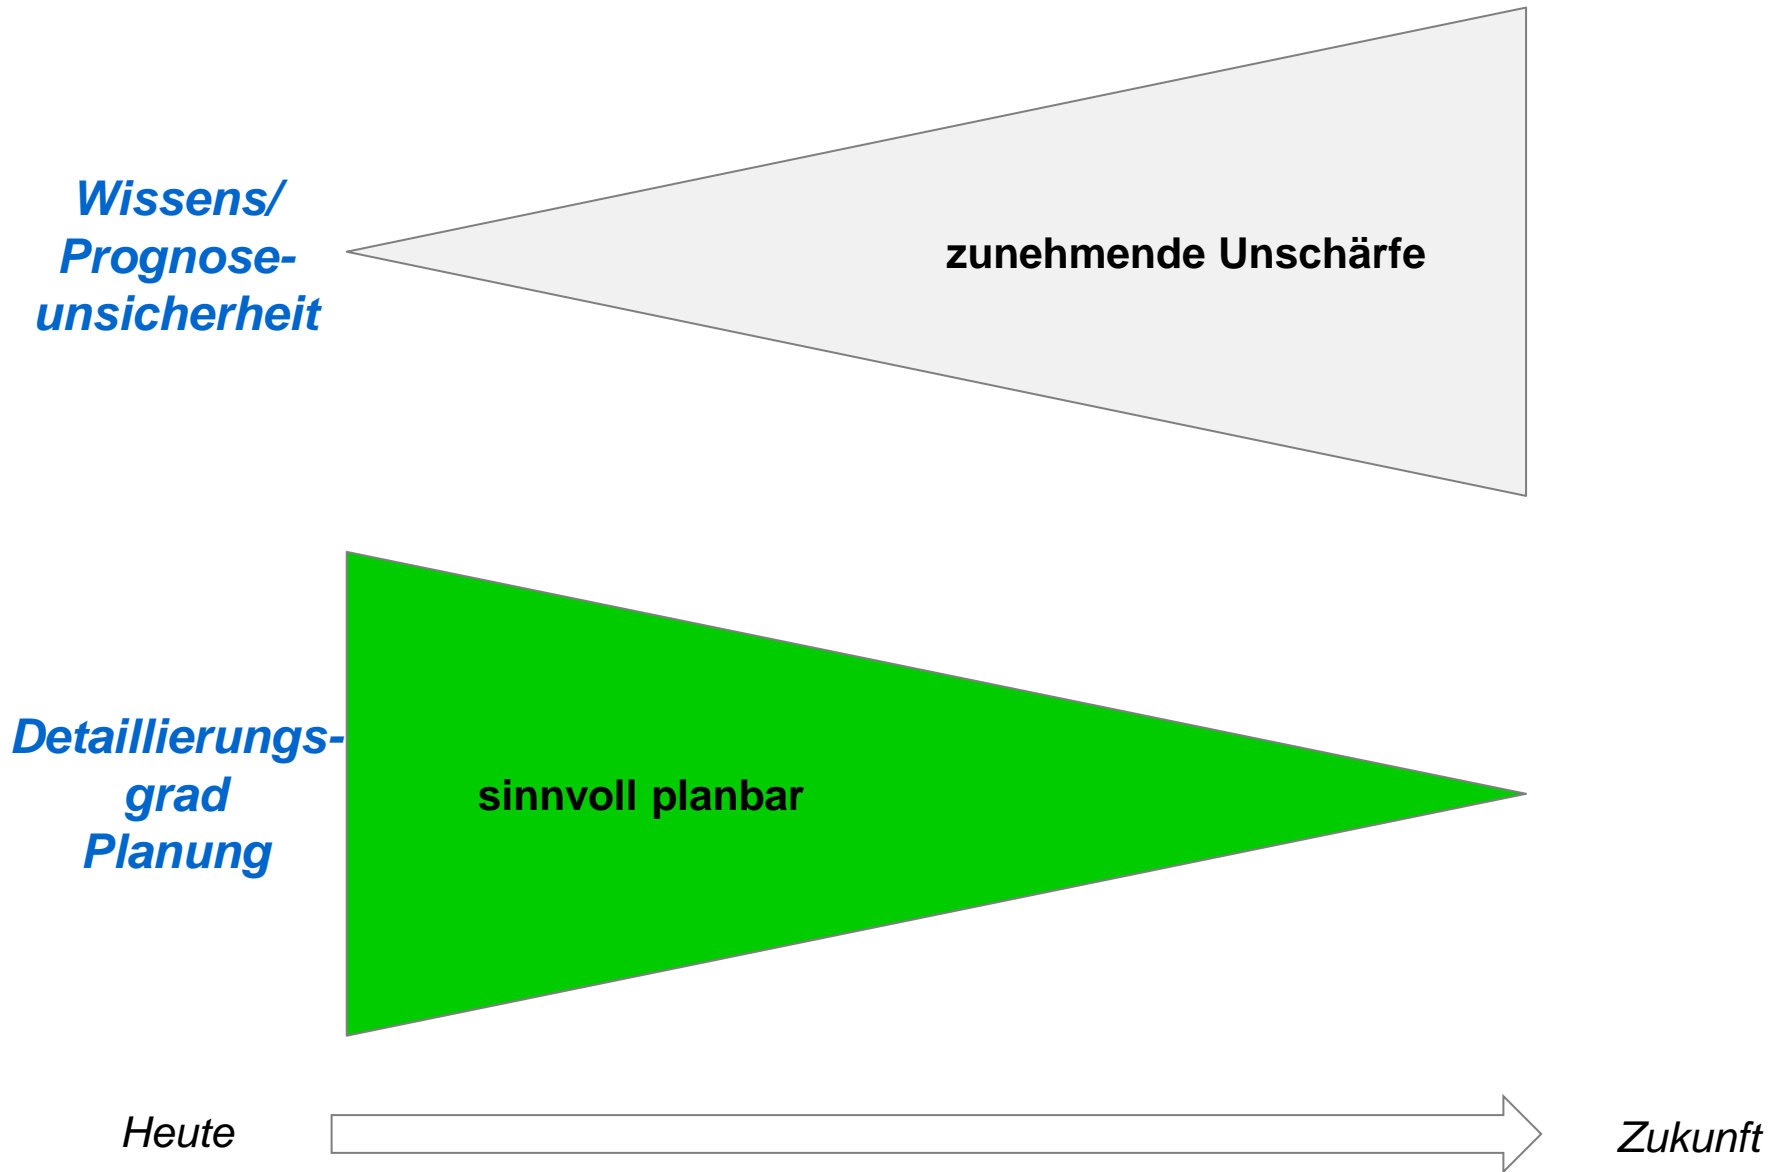 Wissens/
Prognose-
unsicherheit
zunehmende Unschärfe
Detaillierungs-
grad
Planung
sinnvoll planbar
Heute
Zukunft